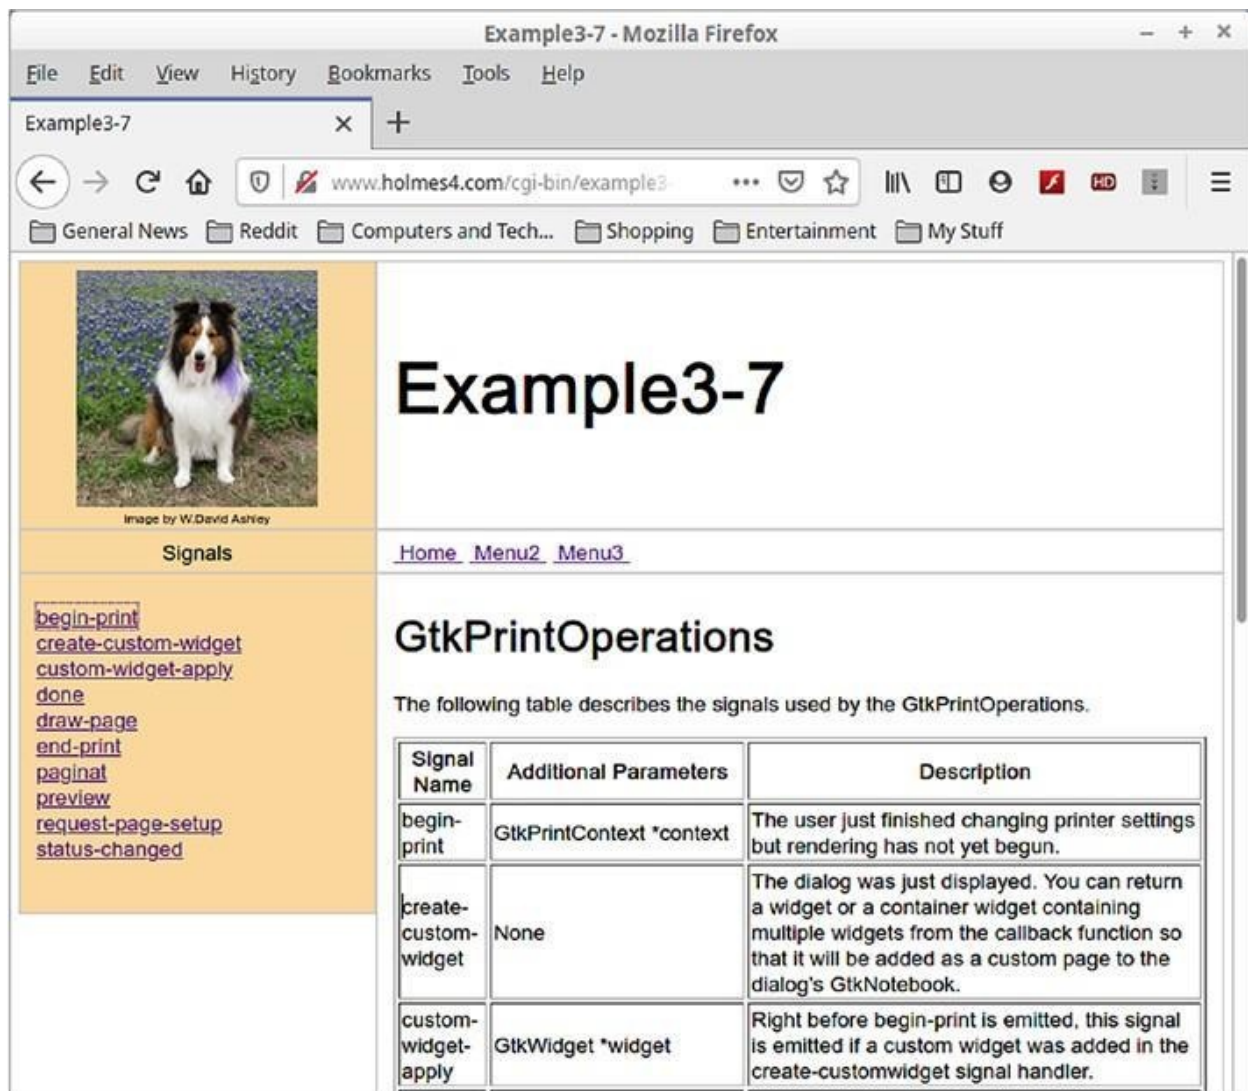 Example3-7 - Mozilla Firefox
File Edit View History Bookmarks Tools Help
Example3-7
www.holmes4.com/cgi-bin/example3-
HD
General News Reddit Computers and Tech... Shopping Entertainment My Stuff
Image by W.David Ashley
Example3-7
Signals
Home Menu2 Menu3
begin-print
create-custom-widget
custom-widget-apply
done
draw-page
end-print
paginat
preview
request-page-setup
status-changed
GtkPrintOperations
The following table describes the signals used by the GtkPrintOperations.
Signal
Name
Additional Parameters
Description
begin-
print
GtkPrintContext *context
The user just finished changing printer settings
but rendering has not yet begun.
create-
custom-
widget
None
The dialog was just displayed. You can return
a widget or a container widget containing
multiple widgets from the callback function so
that it will be added as a custom page to the
dialog's GtkNotebook.
custom-
widget-
apply
GtkWidget *widget
Right before begin-print is emitted, this signal
is emitted if a custom widget was added in the
create-customwidget signal handler.